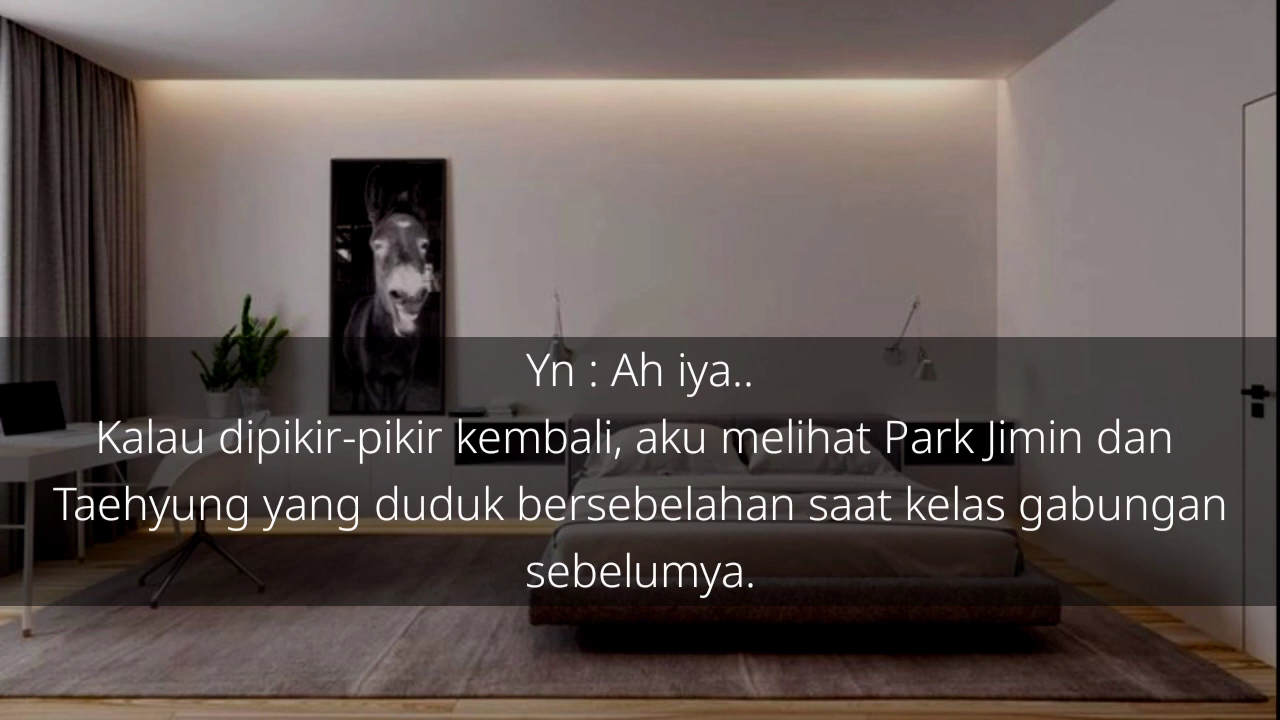 Yn : Ah iya..
Kalau dipikir-pikir kembali, aku melihat Park Jimin dan
Taehyung yang duduk bersebelahan saat kelas gabungan
sebelumya.